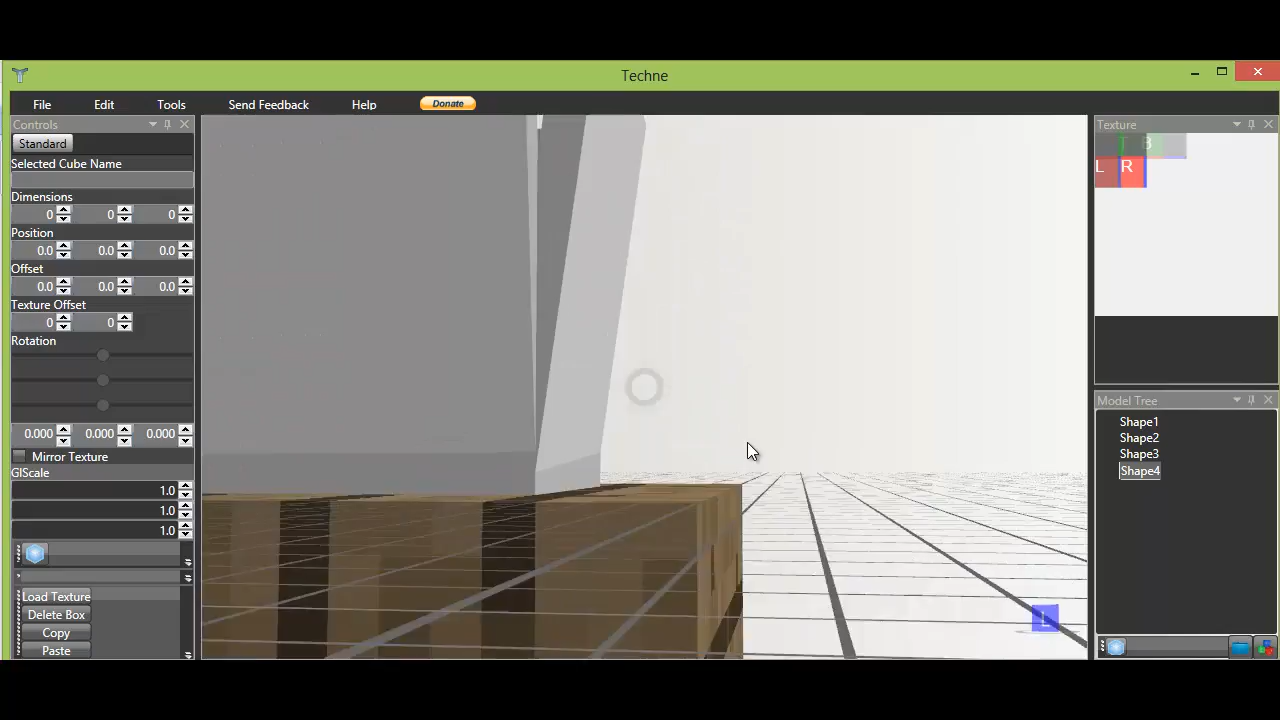 Techne
File Edit Tools Send Feedback Help Donate
Controls
Standard
Selected Cube Name
Dimensions
0 0 0
Position
0.0 0.0 0.0
Offset
0.0 0.0 0.0
Texture Offset
0 0
Rotation
0.000 0.000 0.000
Mirror Texture
GlScale
1.0
1.0
1.0
Load Texture
Delete Box
Copy
Paste
L
Texture
T B
L R
Model Tree
Shape1
Shape2
Shape3
Shape4